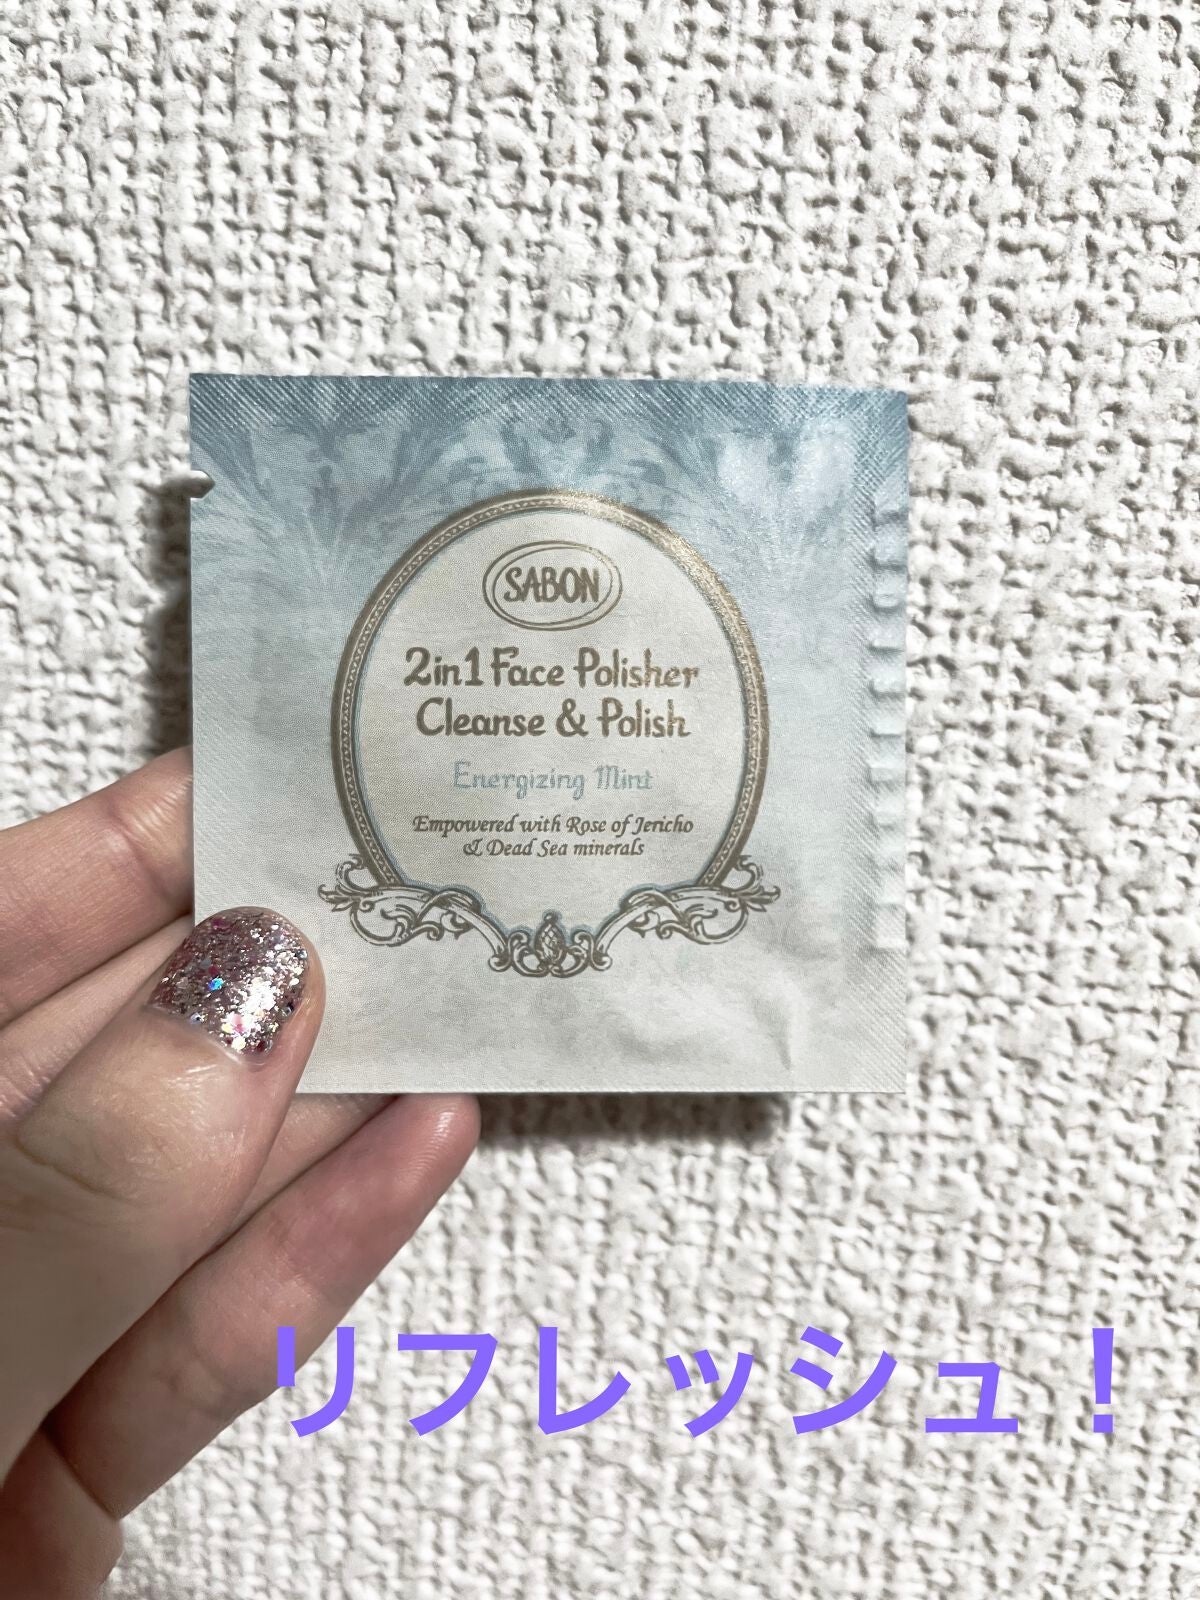 SABON
2in1 Face Polisher
Cleanse & Polish
Energizing Mint
Empowered with Rose of Jericho
& Dead Sea minerals
リフレッシュ！